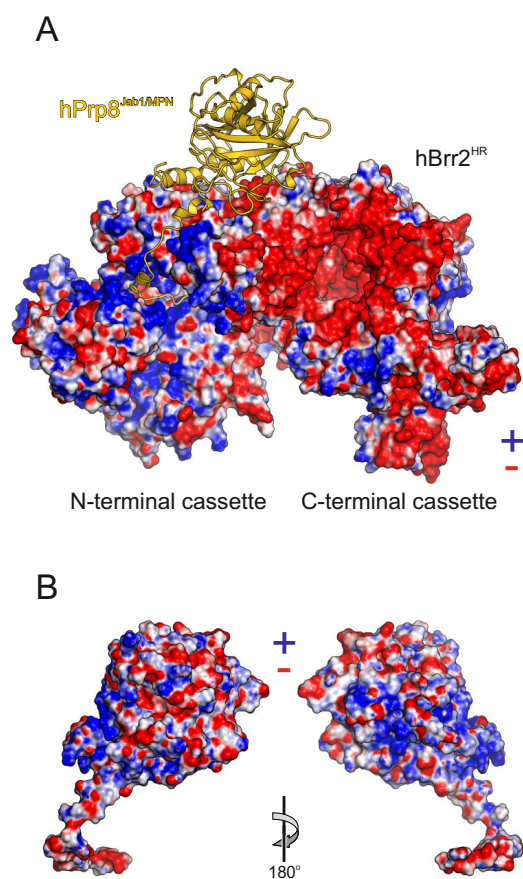 A
hPrp8Jab1/MPN
hBrr2HR
+
-
N-terminal cassette
C-terminal cassette
B
+
-
180°